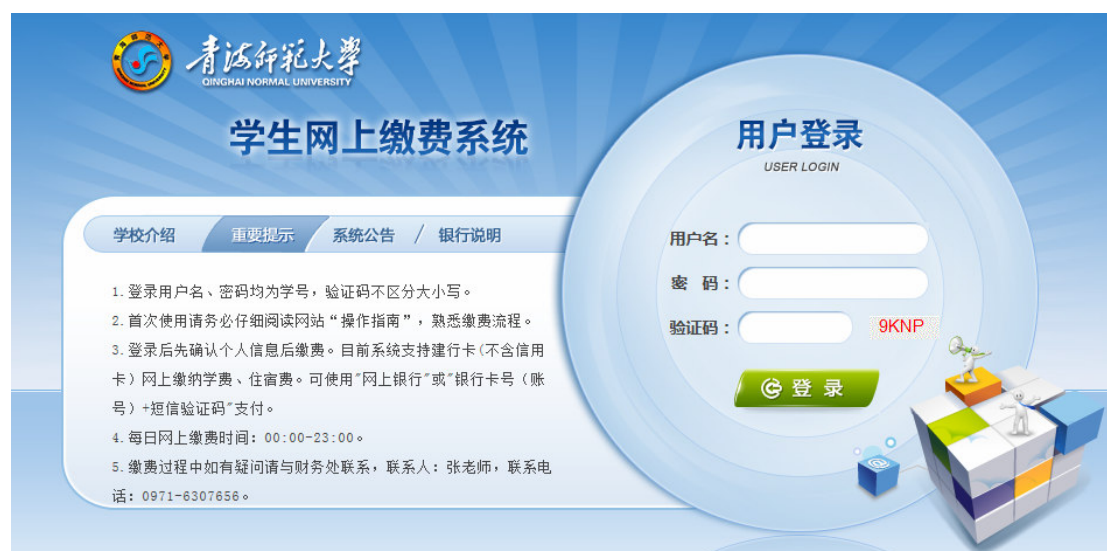 青海师范大學
QINGHAI NORMAL UNIVERSITY
学生网上缴费系统
学校介绍
重要提示
系统公告 / 银行说明
1. 登录用户名、密码均为学号，验证码不区分大小写。
2. 首次使用请务必仔细阅读网站“操作指南”，熟悉缴费流程。
3. 登录后先确认个人信息后缴费。目前系统支持建行卡(不含信用
卡）网上缴纳学费、住宿费。可使用"网上银行"或"银行卡号（账
号）+短信验证码"支付。
4. 每日网上缴费时间：00:00-23:00。
5. 缴费过程中如有疑问请与财务处联系，联系人：张老师，联系电
话：0971-6307656。
用户登录
USER LOGIN
用户名：
密 码：
验证码：
9KNP
登 录